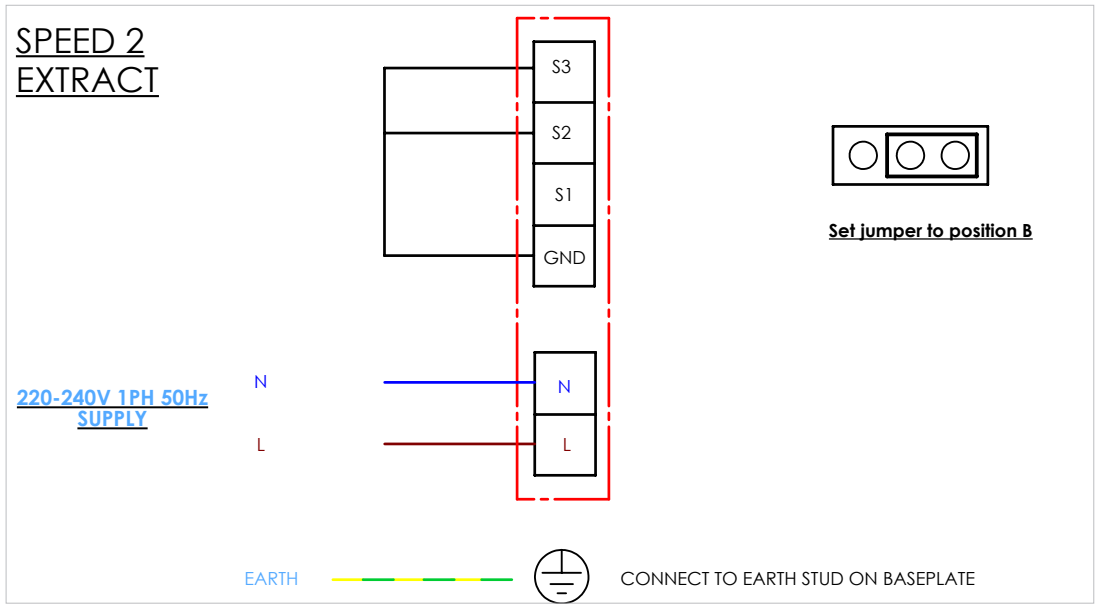 SPEED 2
EXTRACT
S3
S2
S1
GND
Set jumper to position B
220-240V 1PH 50Hz
SUPPLY
N
N
L
L
EARTH
CONNECT TO EARTH STUD ON BASEPLATE